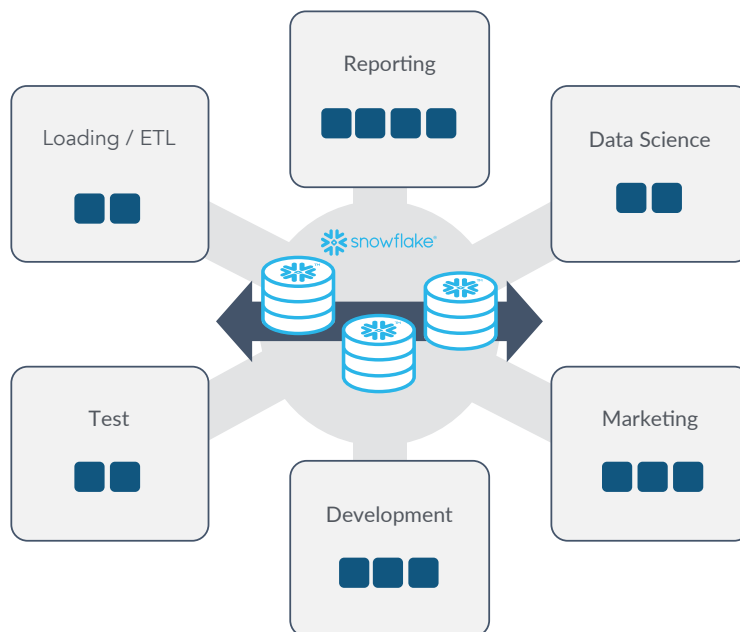 Reporting
Loading / ETL
Data Science
snowflake®
Test
Marketing
Development